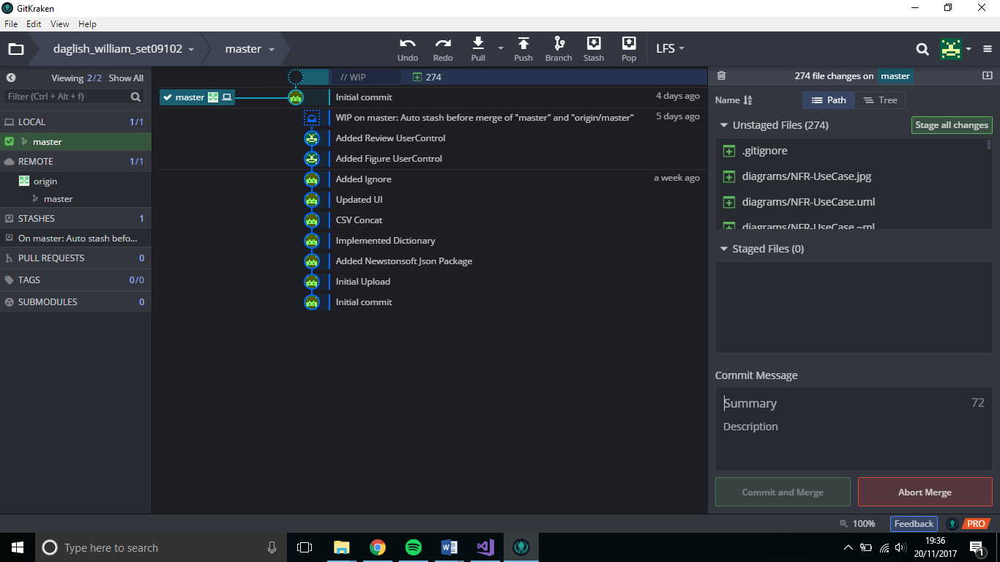 GitKraken
File Edit View Help
daglish_william_set09102
master
Undo
Redo
Pull
Push
Branch
Stash
Pop
LFS
Viewing 2/2 Show All
Filter (Ctrl + Alt + f)
LOCAL 1/1
master
REMOTE 1/1
origin
master
STASHES 1
On master: Auto stash befo...
PULL REQUESTS 0
TAGS 0/0
SUBMODULES 0
// WIP 274
master Initial commit 4 days ago
WIP on master: Auto stash before merge of "master" and "origin/master" 5 days ago
Added Review UserControl
Added Figure UserControl
Added Ignore a week ago
Updated UI
CSV Concat
Implemented Dictionary
Added Newstonsoft Json Package
Initial Upload
Initial commit
274 file changes on master
Name Path Tree
Unstaged Files (274) Stage all changes
.gitignore
diagrams/NFR-UseCase.jpg
diagrams/NFR-UseCase.uml
diagrams/NFR-UseCase.~ml
Staged Files (0)
Commit Message
Summary 72
Description
Commit and Merge Abort Merge
100% Feedback PRO
Type here to search
19:36
20/11/2017
1